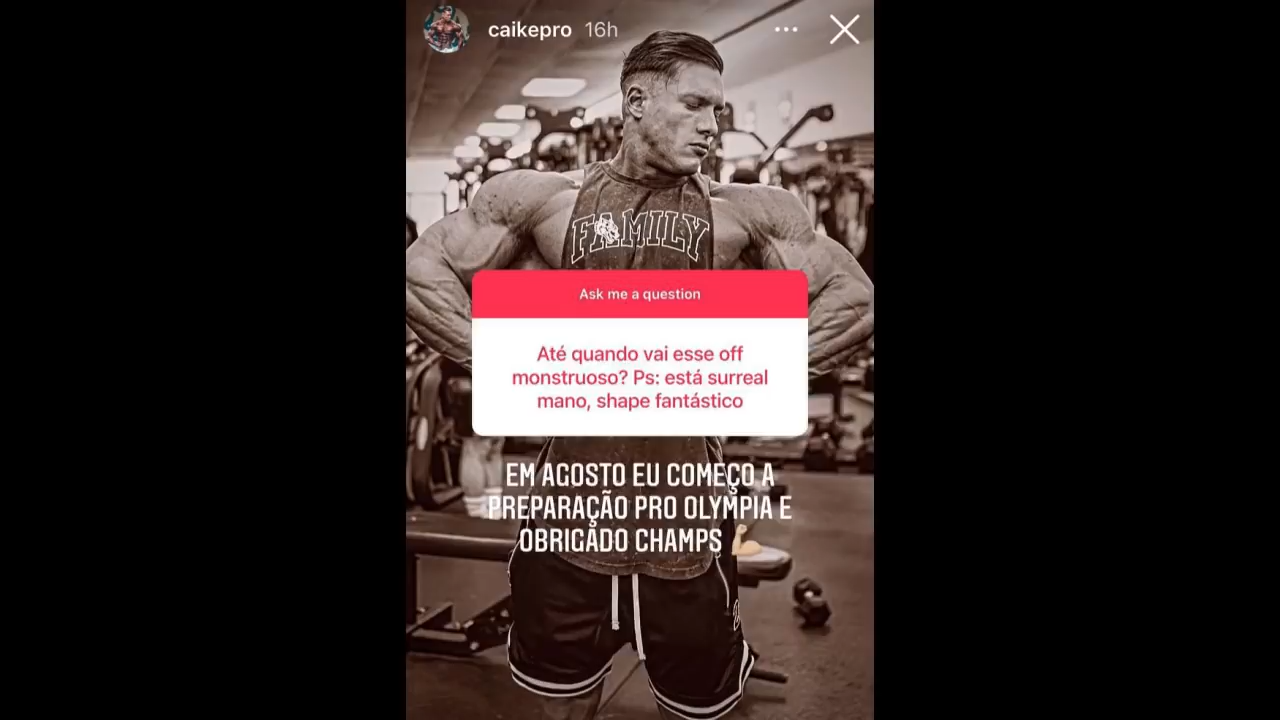 caikepro 16h
FAMILY
Ask me a question
Até quando vai esse off
monstruoso? Ps: está surreal
mano, shape fantástico
EM AGOSTO EU COMEÇO A
PREPARAÇÃO PRO OLYMPIA E
OBRIGADO CHAMPS 💪🏼